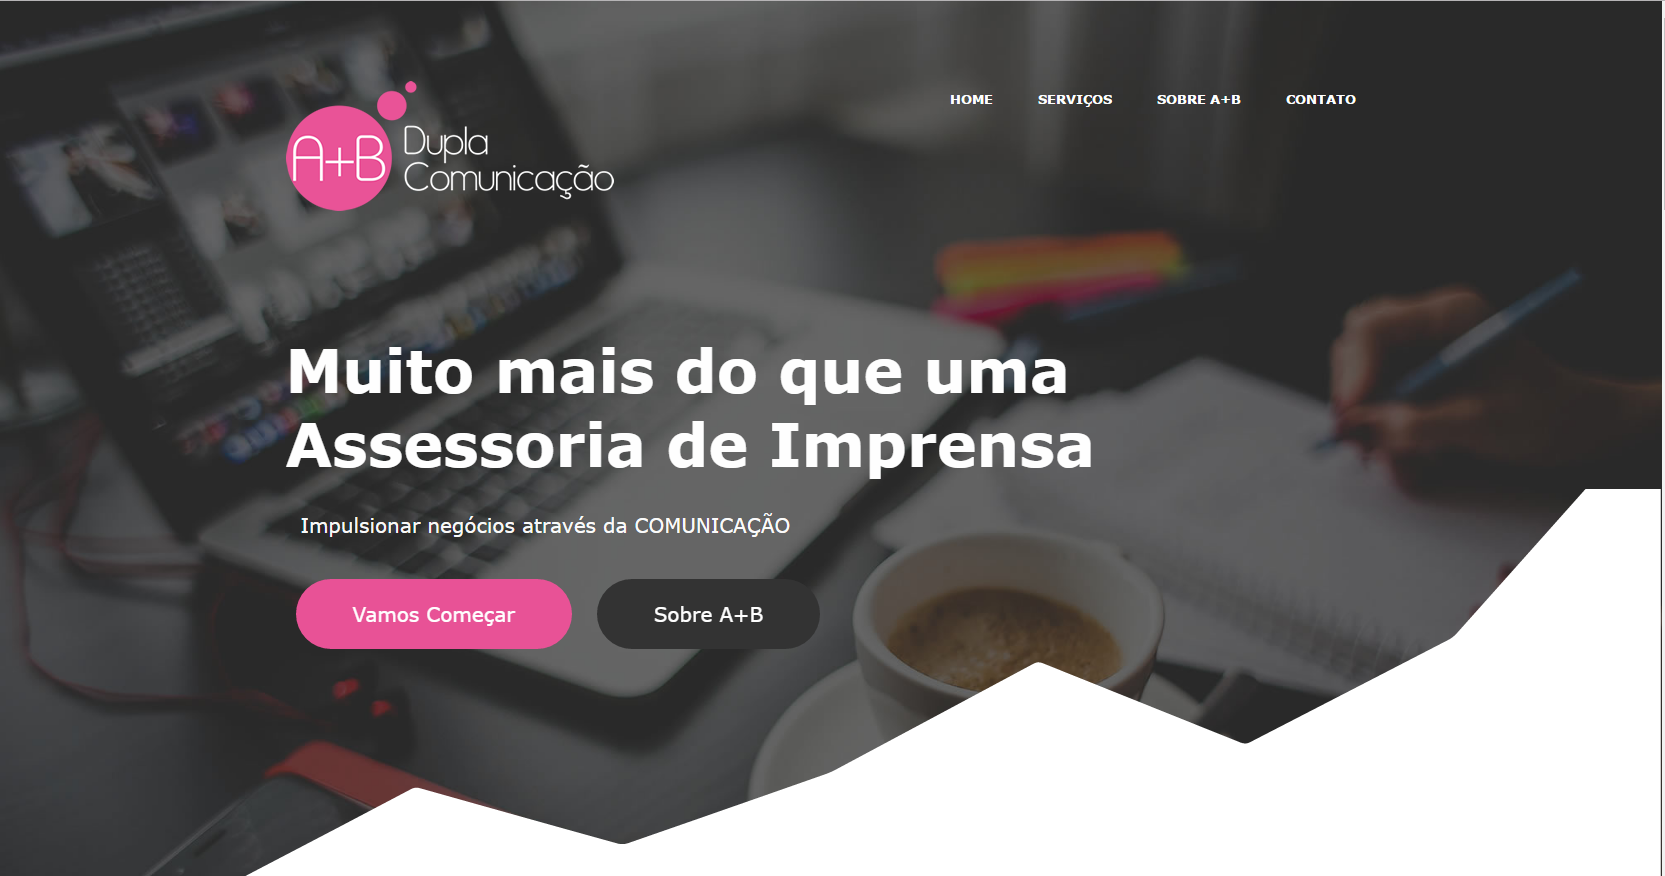 A+B Dupla
Comunicação
HOME SERVIÇOS SOBRE A+B CONTATO
Muito mais do que uma
Assessoria de Imprensa
Impulsionar negócios através da COMUNICAÇÃO
Vamos Começar Sobre A+B